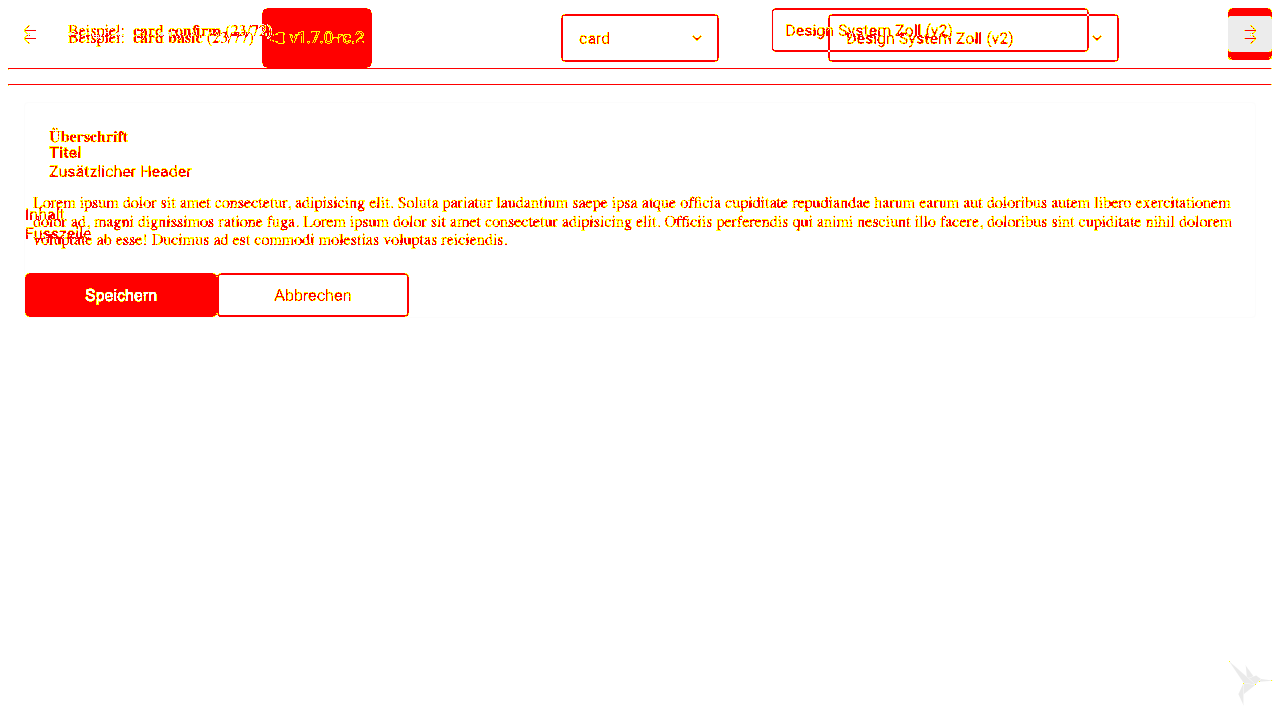 Beispiel: card confirm (21/72)
Beispiel: card basic (23/77)
v1.7.0-rc.2
card
Design System Zoll (v2)
Design System Zoll (v2)
Überschrift
Titel
Zusätzlicher Header
Lorem ipsum dolor sit amet consectetur, adipisicing elit. Soluta pariatur laudantium saepe ipsa atque officia cupiditate repudiandae harum earum aut doloribus autem libero exercitationem
Inhalt
dolor ad, magni dignissimos ratione fuga. Lorem ipsum dolor sit amet consectetur adipisicing elit. Officiis perferendis qui animi nesciunt illo facere, doloribus sint cupiditate nihil dolorem
Fusszeile
voluptate ab esse! Ducimus ad est commodi molestias voluptas reiciendis.
Speichern
Abbrechen